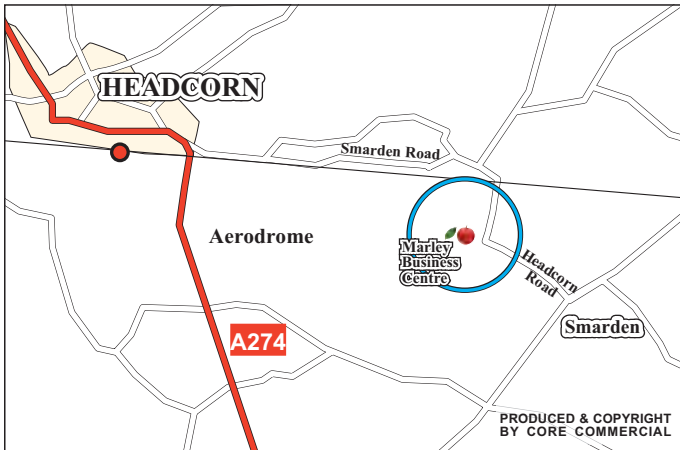 HEADCORN
Smarden Road
Aerodrome
Marley
Business
Centre
Headcorn
Road
Smarden
A274
PRODUCED & COPYRIGHT
BY CORE COMMERCIAL